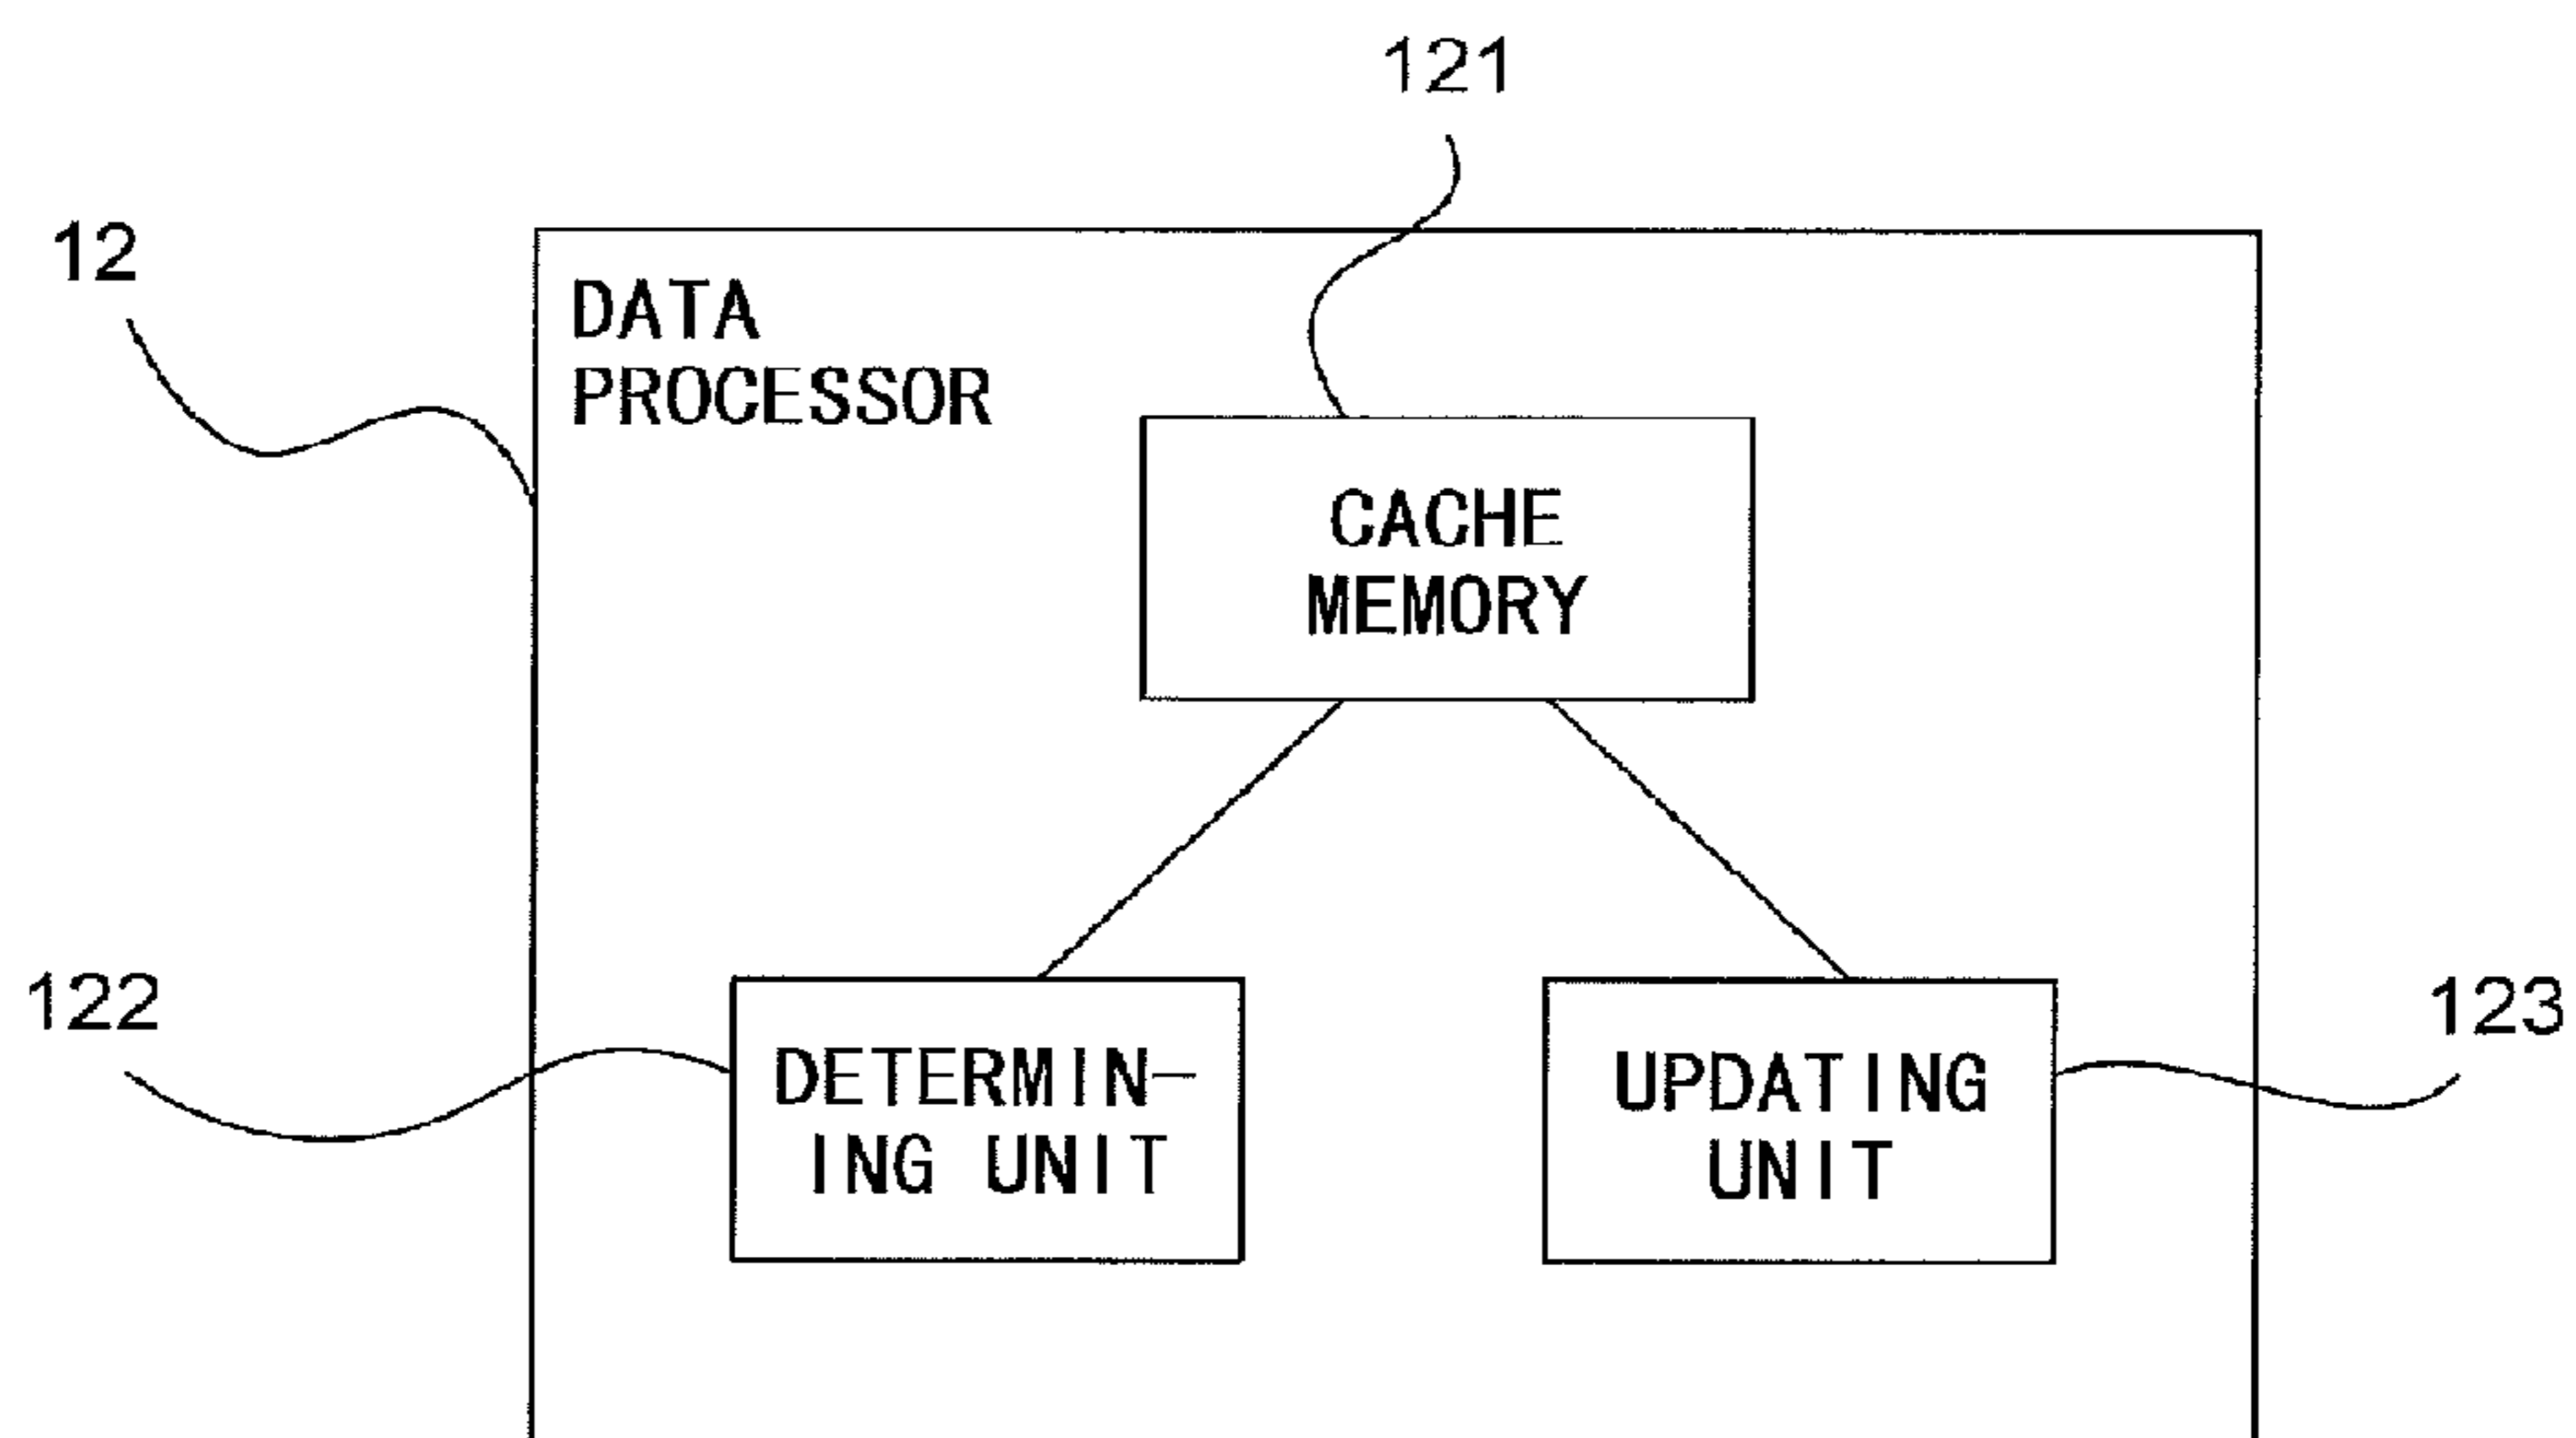 121
12
DATA
PROCESSOR
CACHE
MEMORY
122
DETERMIN-
ING UNIT
UPDATING
UNIT
123